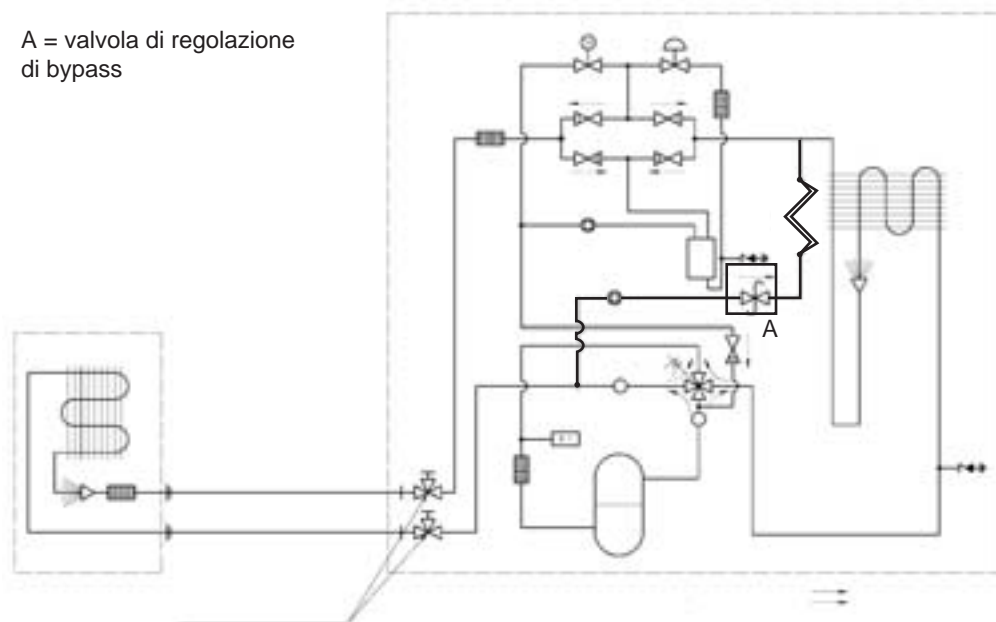 A = valvola di regolazione
di bypass
A